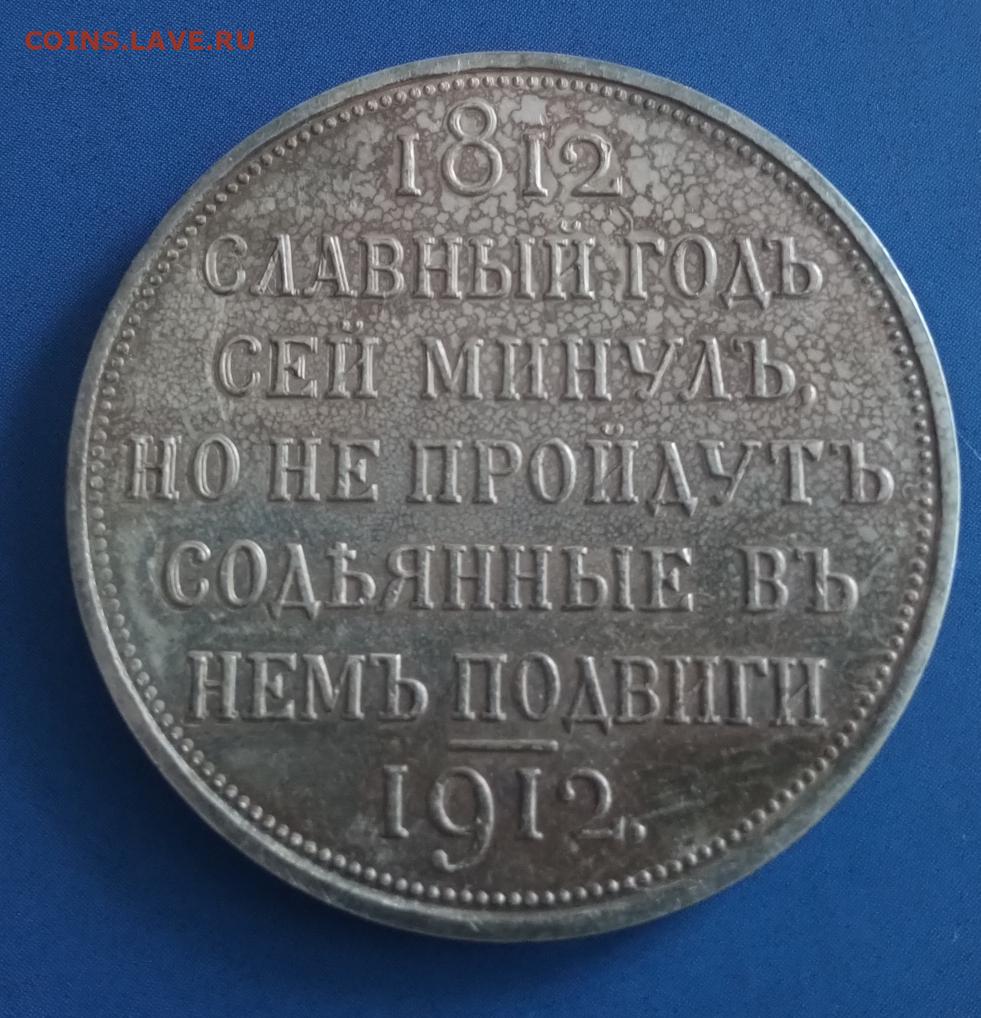 COINS.LAVE.RU
1812
СЛАВНЫЙ ГОДЪ
СЕЙ МИНУЛЪ,
НО НЕ ПРОЙДУТЪ
СОДѢЯННЫЕ ВЪ
НЕМЪ ПОДВИГИ
1912.